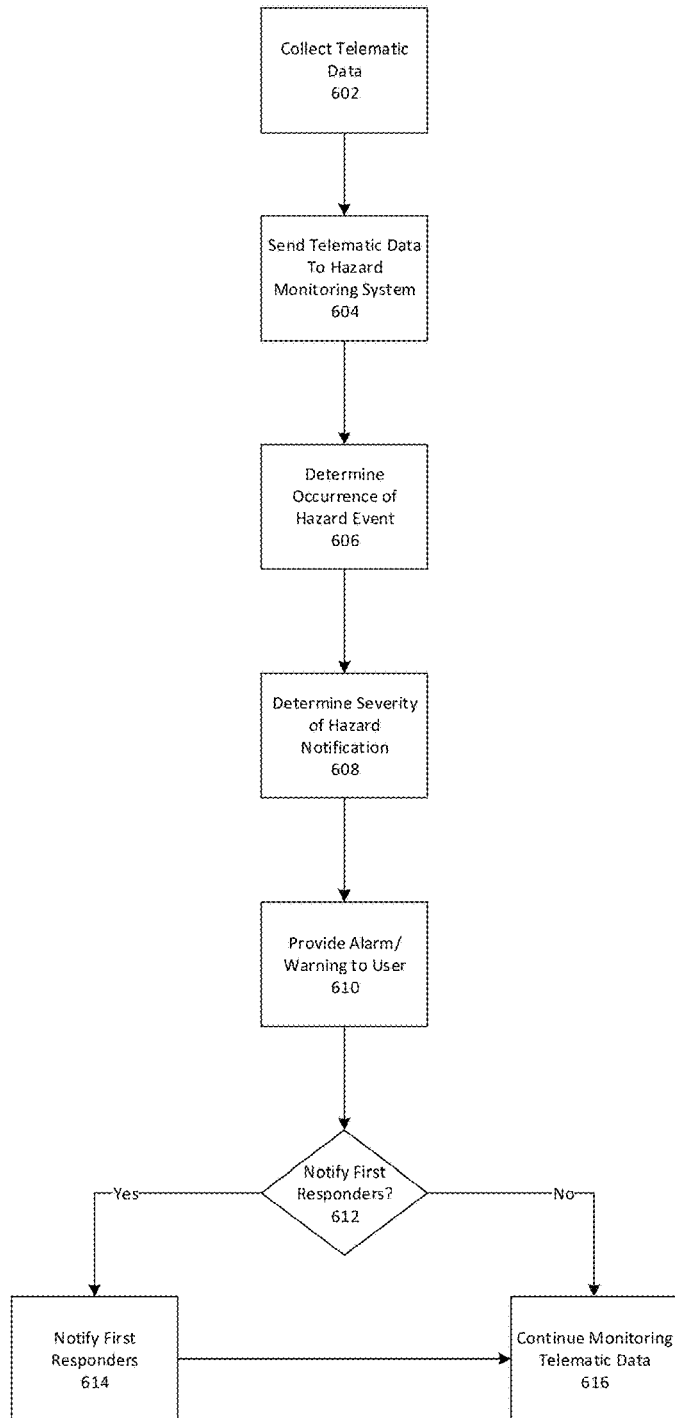 Collect Telematic
Data
602
Send Telematic Data
To Hazard
Monitoring System
604
Determine
Occurrence of
Hazard Event
606
Determine Severity
of Hazard
Notification
608
Provide Alarm/
Warning to User
610
Notify First
Responders?
612
Yes
No
Notify First
Responders
614
Continue Monitoring
Telematic Data
616